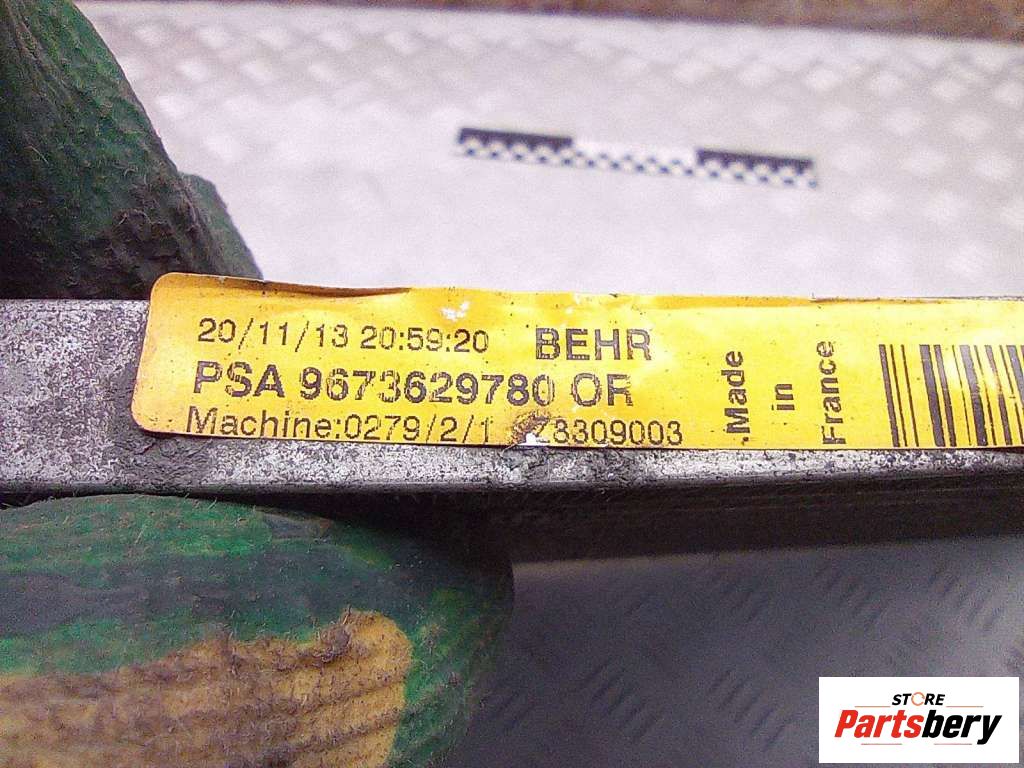 20/11/13 20:59:20 BEHR
PSA 9673629780 OR
Machine:0279/2/1 78309003
Made
in
France
STORE
Partsbery